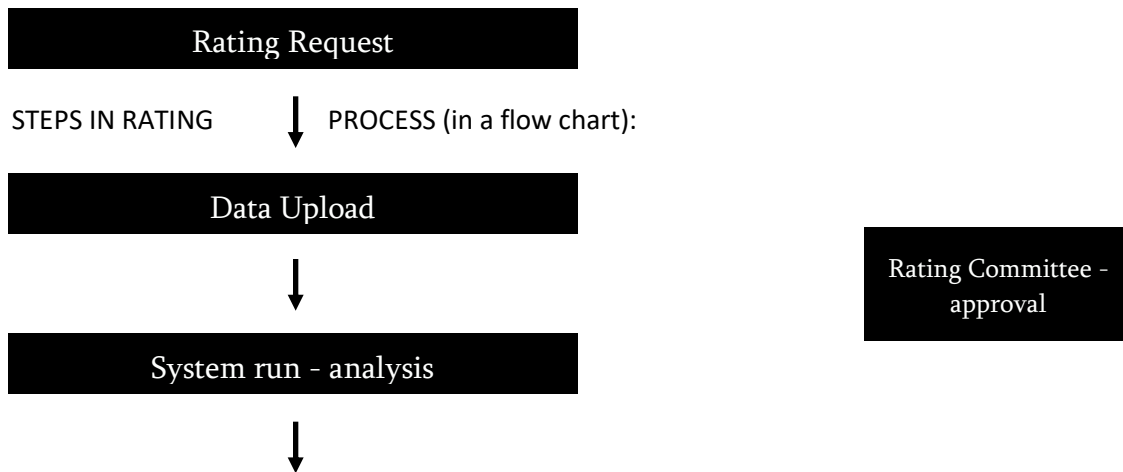 Rating Request
STEPS IN RATING PROCESS (in a flow chart):
Data Upload
Rating Committee -
approval
System run - analysis